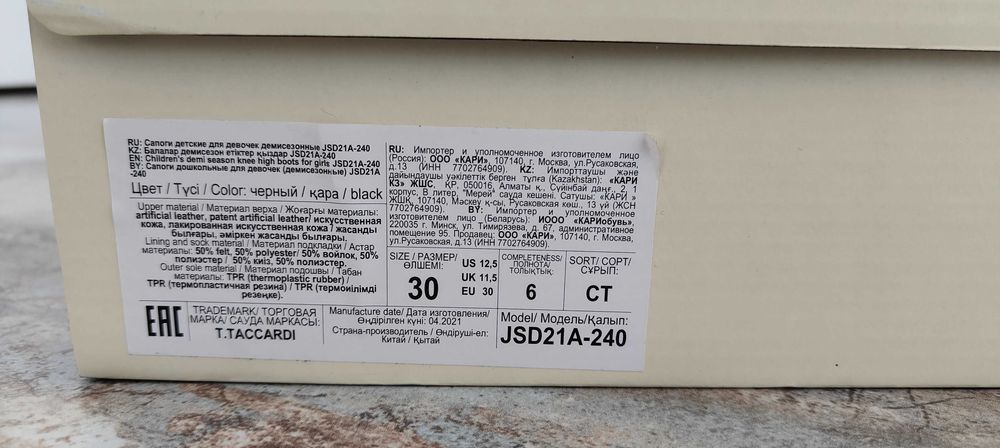 RU: Сапоги детские для девочек демисезонные JSD21A-240
KZ: Балалар демисезон етіктер қыздар JSD21A-240
EN: Children's demi season knee high boots for girls JSD21A-240
BY: Сапоги дошкольные для девочек (демисезонные) JSD21A
-240
Цвет / Түсі / Color: черный / қара / black
Upper material / Материал верха / Жоғарғы материалы:
artificial leather, patent artificial leather/ искусственная
кожа, лакированная искусственная кожа / жасанды
былғары, әміркен жасанды былғары.
Lining and sock material / Материал подкладки / Астар
материалы: 50% felt, 50% polyester/ 50% войлок, 50%
полиэстер / 50% киіз, 50% полиэстер.
Outer sole material / Материал подошвы / Табан
материалы: TPR (thermoplastic rubber) /
TPR (термопластичная резина) / TPR (термоілімді
резеңке).
RU: Импортер и уполномоченное изготовителем лицо
(Россия): ООО «КАРИ», 107140, г. Москва, ул.Русаковская,
д.13 (ИНН 7702764909). KZ: Импорттаушы және
дайындаушы уәкілеттік берген тұлға (Kazakhstan): «КАРИ
КЗ» ЖШС, ҚР, 050016, Алматы қ., Сүйінбай даңғ., 2, 1
корпус, В литер, "Мерей" сауда кешені. Сатушы: «КАРИ »
ЖШҚ, 107140, Маскеу қ-сы, Русаковская көш., 13 үй (ЖСН
7702764909). BY: Импортер и уполномоченное
изготовителем лицо (Беларусь): ИООО «КАРИобувь»,
220035 г. Минск, ул. Тимирязева, д. 67, административное
помещение 95. Продавец: ООО "КАРИ", 107140, г. Москва,
ул.Русаковская, д.13 (ИНН 7702764909).
SIZE / РАЗМЕР/
ӨЛШЕМІ:
30
US 12,5
UK 11,5
EU 30
COMPLETENESS/
ПОЛНОТА/
ТОЛЫҚТЫҚ:
6
SORT/ СОРТ/
СҰРЫП:
СТ
EAC
TRADEMARK/ ТОРГОВАЯ
МАРКА/ САУДА МАРКАСЫ:
T.TACCARDI
Manufacture date/ Дата изготовления/
Өндірілген күні: 04.2021
Страна-производитель / Өндіруші-ел:
Китай / Қытай
Model/ Модель/Қалып:
JSD21A-240